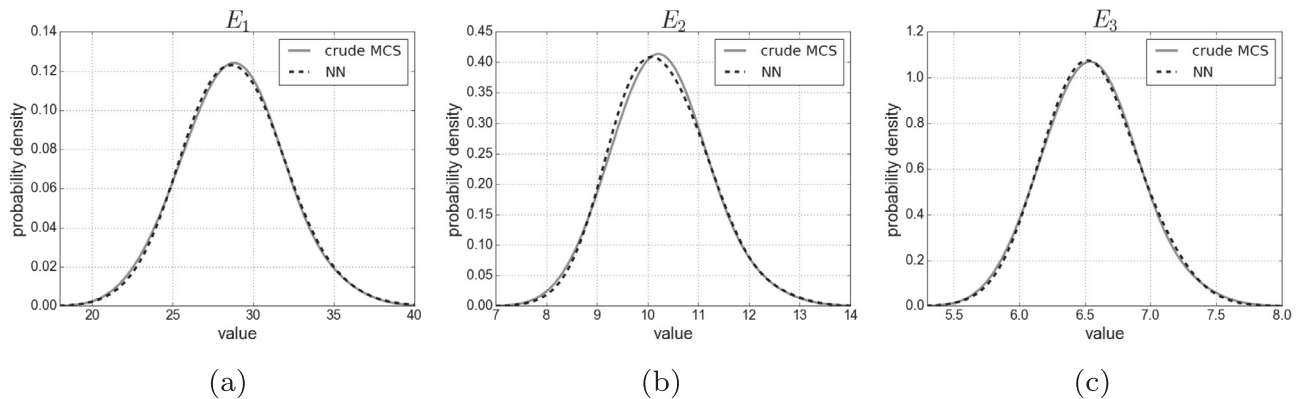 E1
0.14
0.12
0.10
0.08
0.06
0.04
0.02
0.00
probability density
20 25 30 35 40
value
crude MCS
NN
(a)
E2
0.45
0.40
0.35
0.30
0.25
0.20
0.15
0.10
0.05
0.00
probability density
7 8 9 10 11 12 13 14
value
crude MCS
NN
(b)
E3
1.2
1.0
0.8
0.6
0.4
0.2
0.0
probability density
5.5 6.0 6.5 7.0 7.5 8.0
value
crude MCS
NN
(c)